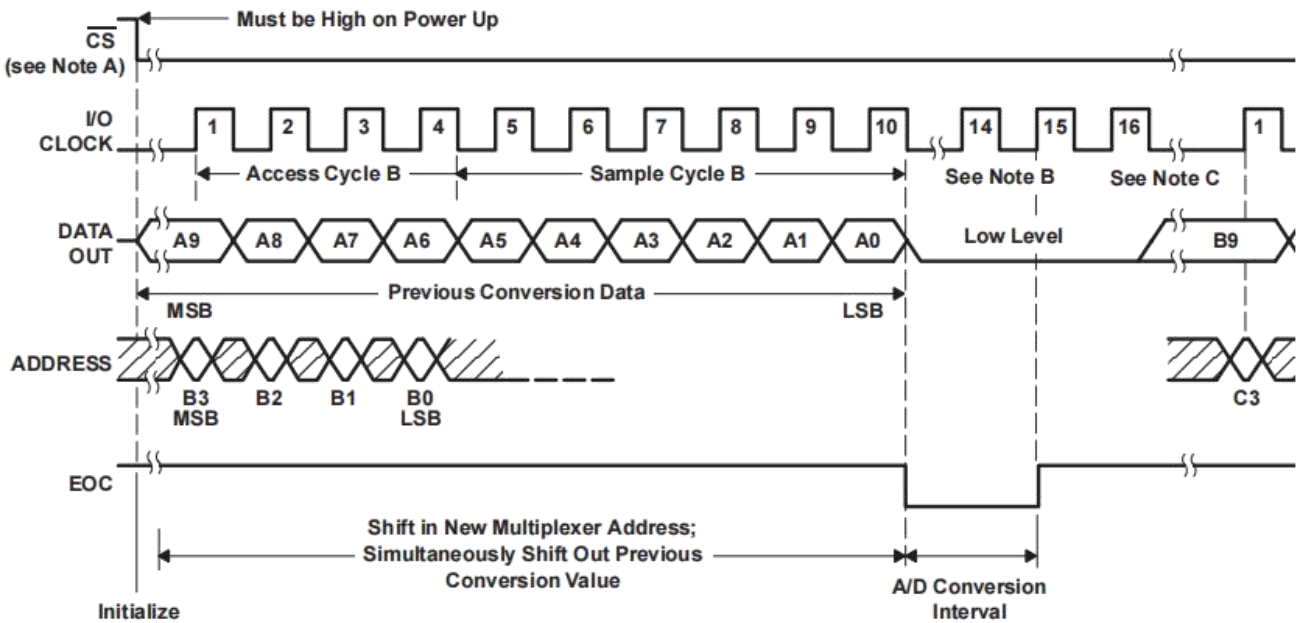 Must be High on Power Up
CS
(see Note A)
I/O
CLOCK
1 2 3 4 5 6 7 8 9 10 14 15 16 1
Access Cycle B
Sample Cycle B
See Note B
See Note C
DATA
OUT
A9 A8 A7 A6 A5 A4 A3 A2 A1 A0
Low Level
B9
Previous Conversion Data
MSB
LSB
ADDRESS
B3 B2 B1 B0
MSB
LSB
C3
EOC
Shift in New Multiplexer Address;
Simultaneously Shift Out Previous
Conversion Value
A/D Conversion
Interval
Initialize